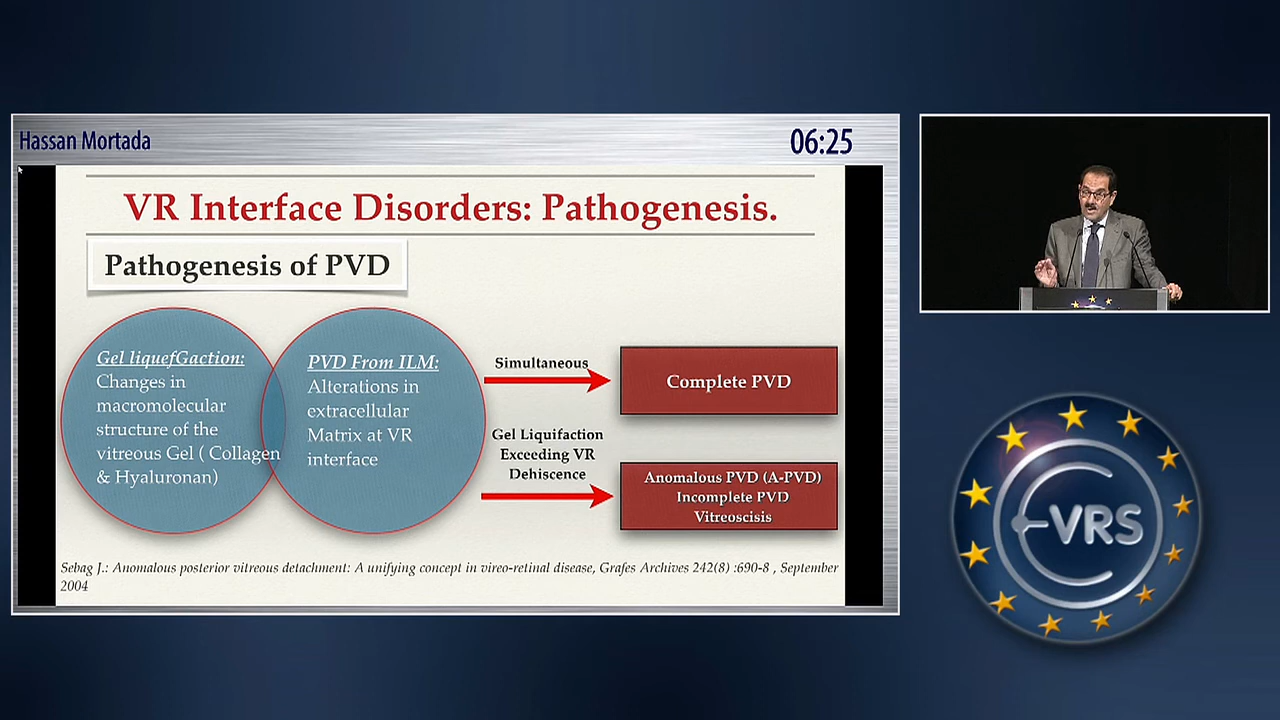 Hassan Mortada
06:25
VR Interface Disorders: Pathogenesis.
Pathogenesis of PVD
Gel liquefGaction:
Changes in
macromolecular
structure of the
vitreous Gel ( Collagen
& Hyaluronan)
PVD From ILM:
Alterations in
extracellular
Matrix at VR
interface
Simultaneous
Complete PVD
Gel Liquifaction
Exceeding VR
Dehiscence
Anomalous PVD (A-PVD)
Incomplete PVD
Vitreoscisis
Sebag J.: Anomalous posterior vitreous detachment: A unifying concept in vireo-retinal disease, Grafes Archives 242(8) :690-8 , September
2004
EVRS